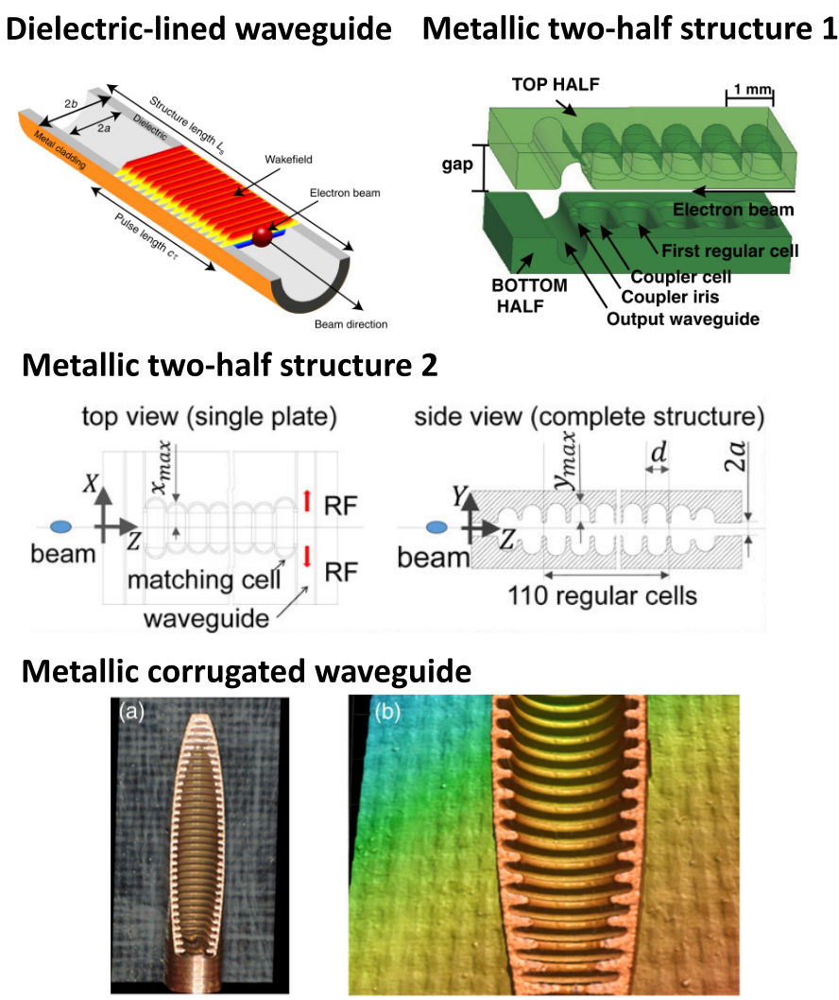 Dielectric-lined waveguide
Metallic two-half structure 1
2b
2a
Structure length Ls
Dielectric
Metal cladding
Wakefield
Electron beam
Pulse length cτ
Beam direction
TOP HALF
1 mm
gap
Electron beam
First regular cell
Coupler cell
Coupler iris
Output waveguide
BOTTOM
HALF
Metallic two-half structure 2
top view (single plate)
xmax
X
Z
beam
RF
RF
matching cell
waveguide
side view (complete structure)
ymax
d
2a
Y
Z
beam
110 regular cells
Metallic corrugated waveguide
(a)
(b)